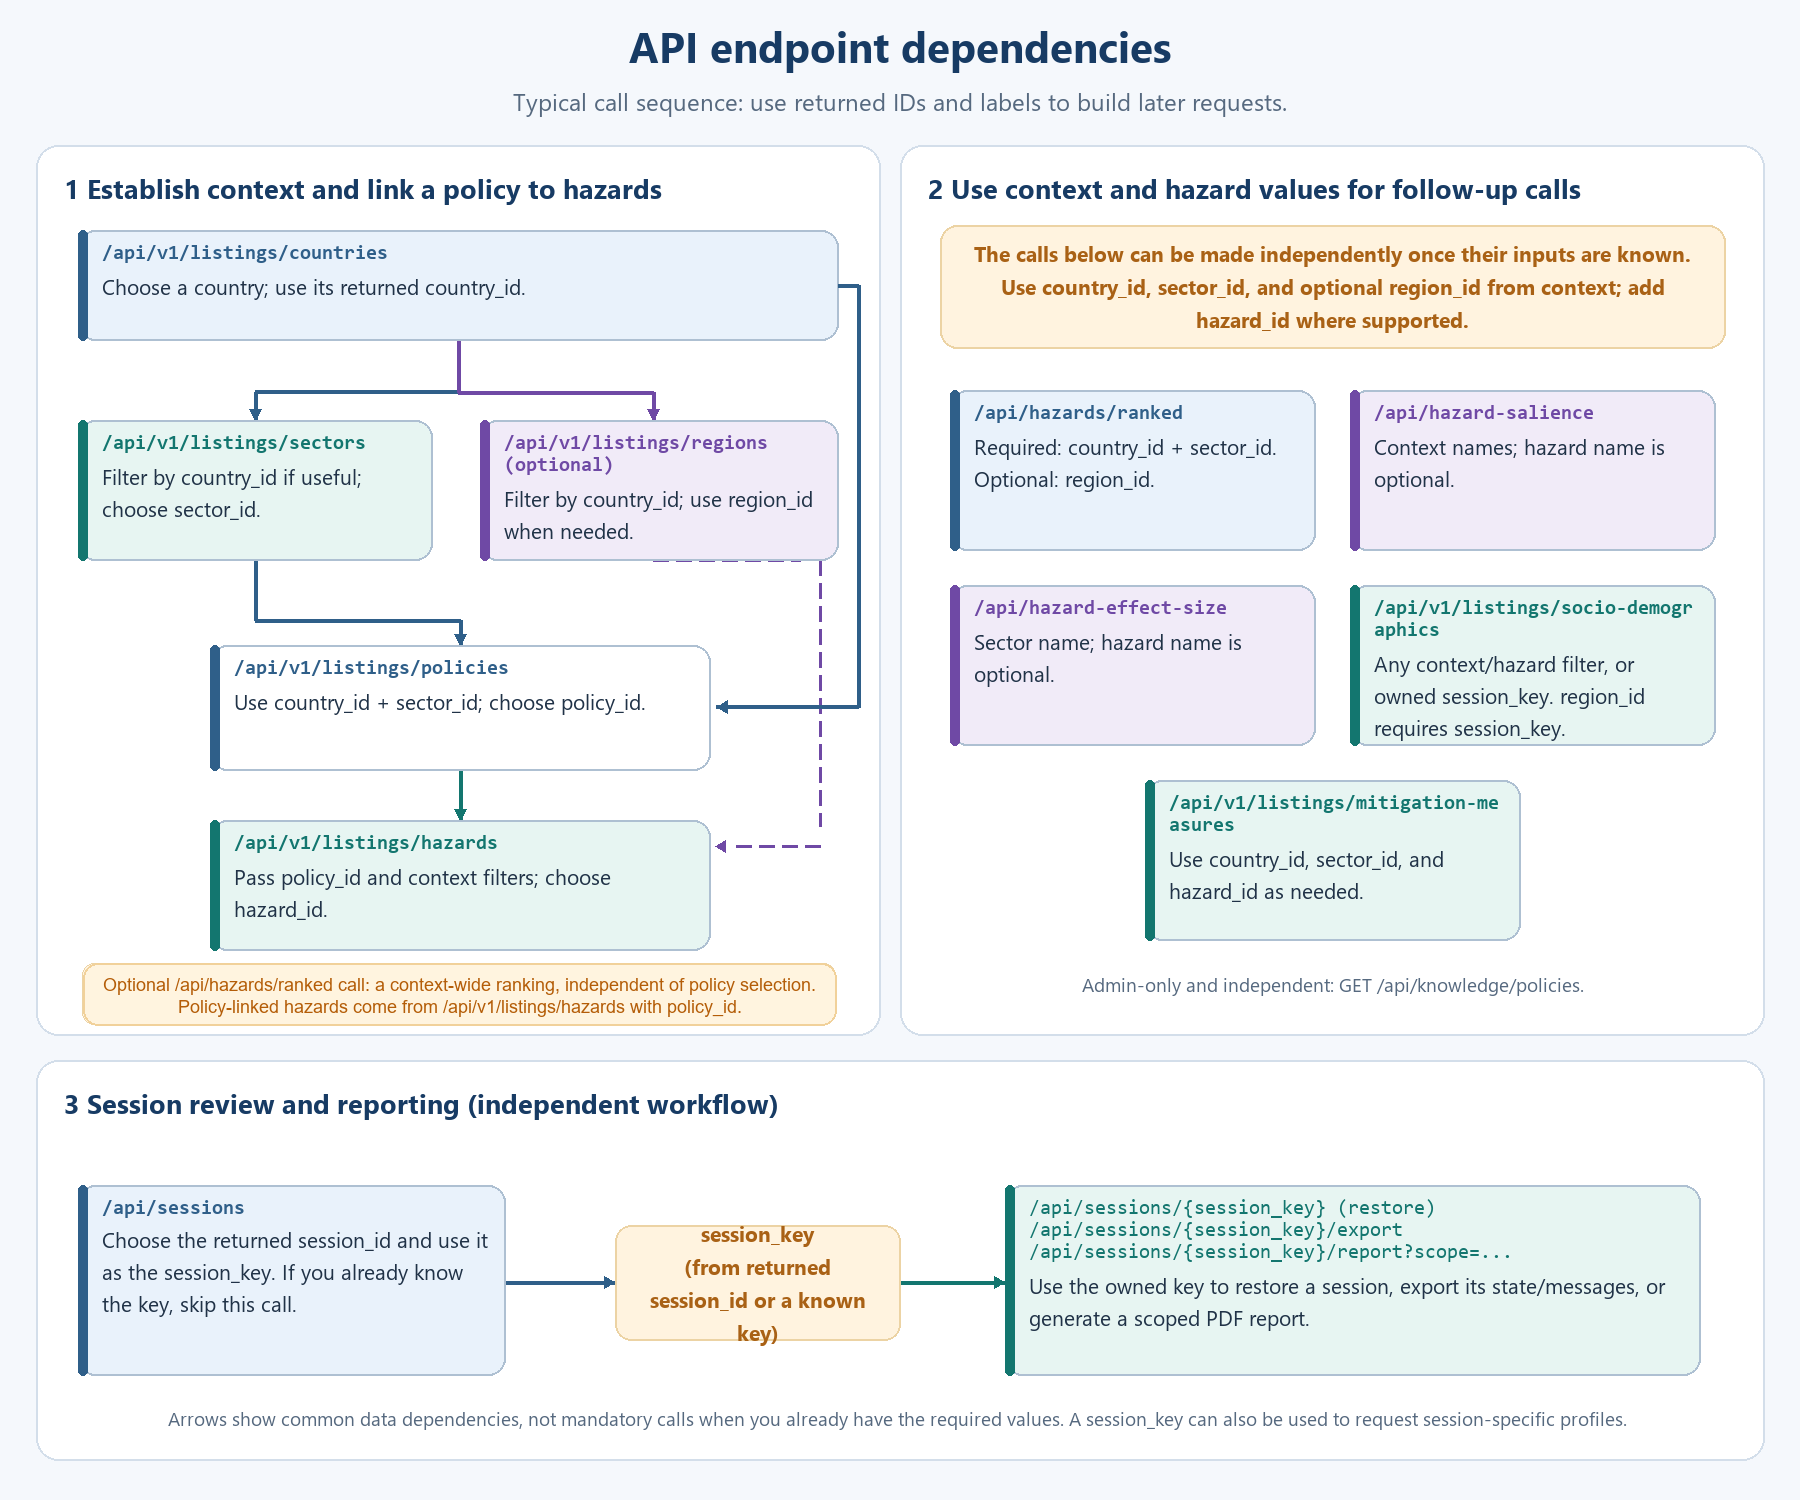 API endpoint dependencies
Typical call sequence: use returned IDs and labels to build later requests.
1 Establish context and link a policy to hazards
/api/v1/listings/countries
Choose a country; use its returned country_id.
/api/v1/listings/sectors
Filter by country_id if useful;
choose sector_id.
/api/v1/listings/regions
(optional)
Filter by country_id; use region_id
when needed.
/api/v1/listings/policies
Use country_id + sector_id; choose policy_id.
/api/v1/listings/hazards
Pass policy_id and context filters; choose
hazard_id.
Optional /api/hazards/ranked call: a context-wide ranking, independent of policy selection.
Policy-linked hazards come from /api/v1/listings/hazards with policy_id.
2 Use context and hazard values for follow-up calls
The calls below can be made independently once their inputs are known.
Use country_id, sector_id, and optional region_id from context; add
hazard_id where supported.
/api/hazards/ranked
Required: country_id + sector_id.
Optional: region_id.
/api/hazard-salience
Context names; hazard name is
optional.
/api/hazard-effect-size
Sector name; hazard name is
optional.
/api/v1/listings/socio-demogr
aphics
Any context/hazard filter, or
owned session_key. region_id
requires session_key.
/api/v1/listings/mitigation-me
asures
Use country_id, sector_id, and
hazard_id as needed.
Admin-only and independent: GET /api/knowledge/policies.
3 Session review and reporting (independent workflow)
/api/sessions
Choose the returned session_id and use it
as the session_key. If you already know
the key, skip this call.
session_key
(from returned
session_id or a known
key)
/api/sessions/{session_key} (restore)
/api/sessions/{session_key}/export
/api/sessions/{session_key}/report?scope=...
Use the owned key to restore a session, export its state/messages, or
generate a scoped PDF report.
Arrows show common data dependencies, not mandatory calls when you already have the required values. A session_key can also be used to request session-specific profiles.